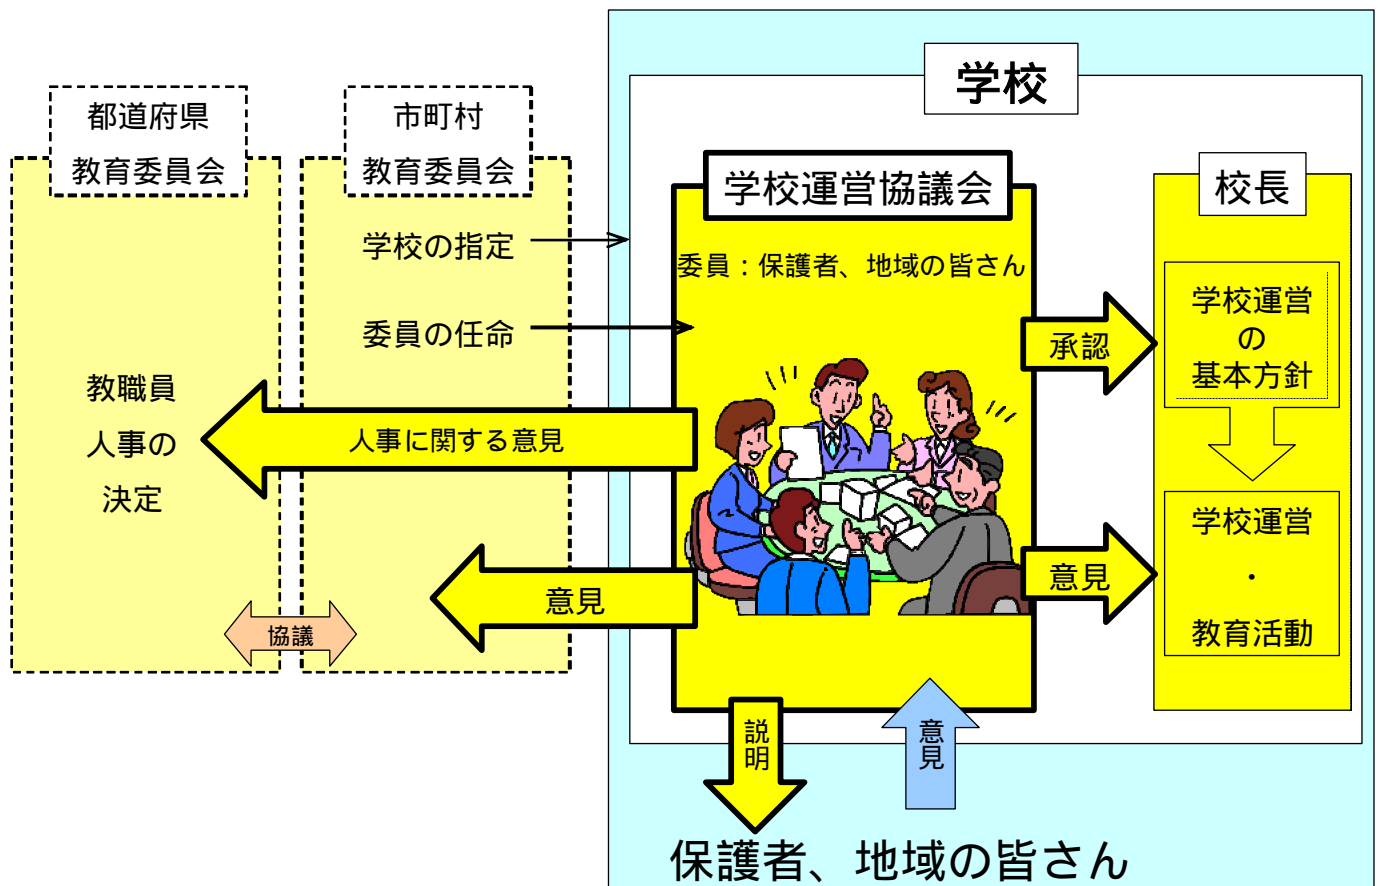 学校
都道府県
教育委員会
市町村
教育委員会
学校運営協議会
校長
学校の指定
委員：保護者、地域の皆さん
委員の任命
承認
学校運営
の
基本方針
教職員
人事の
決定
人事に関する意見
意見
協議
意見
学校運営
・
教育活動
説明
意見
保護者、地域の皆さん